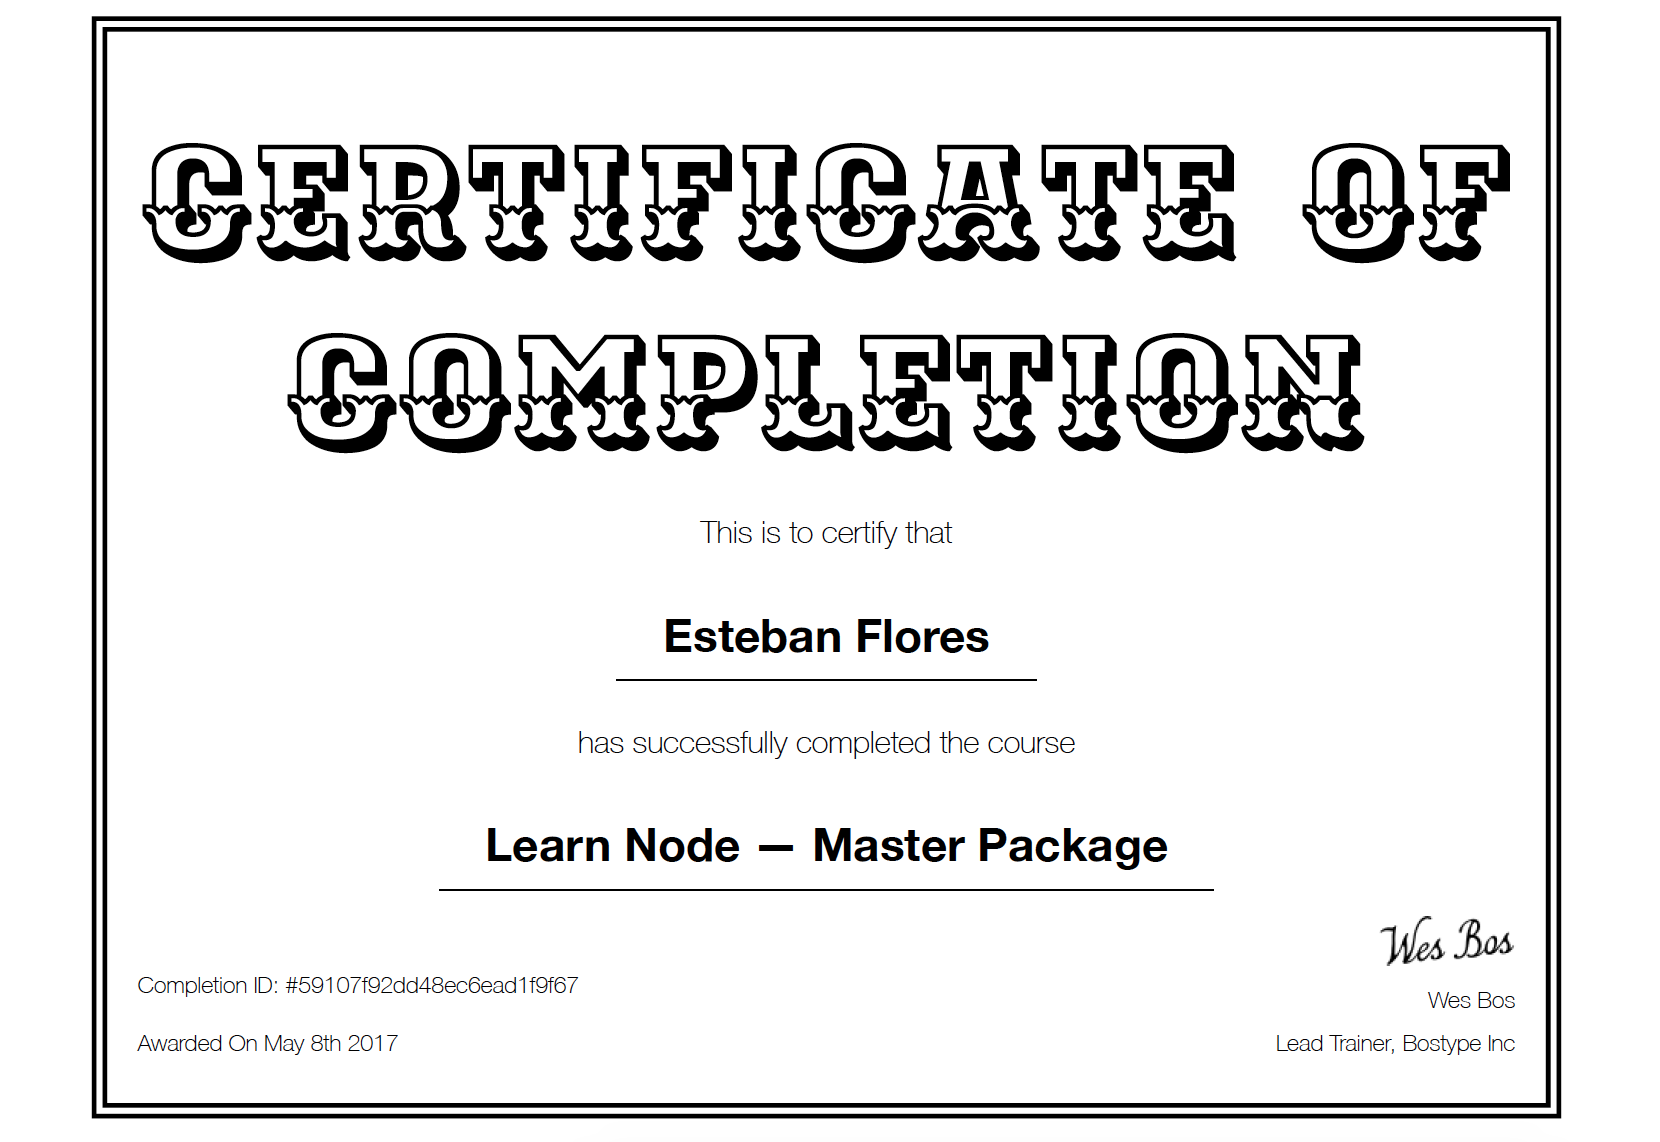 CERTIFICATE OF
COMPLETION
This is to certify that
Esteban Flores
has successfully completed the course
Learn Node — Master Package
Wes Bos
Completion ID: #59107f92dd48ec6ead1f9f67
Wes Bos
Awarded On May 8th 2017
Lead Trainer, Bostype Inc